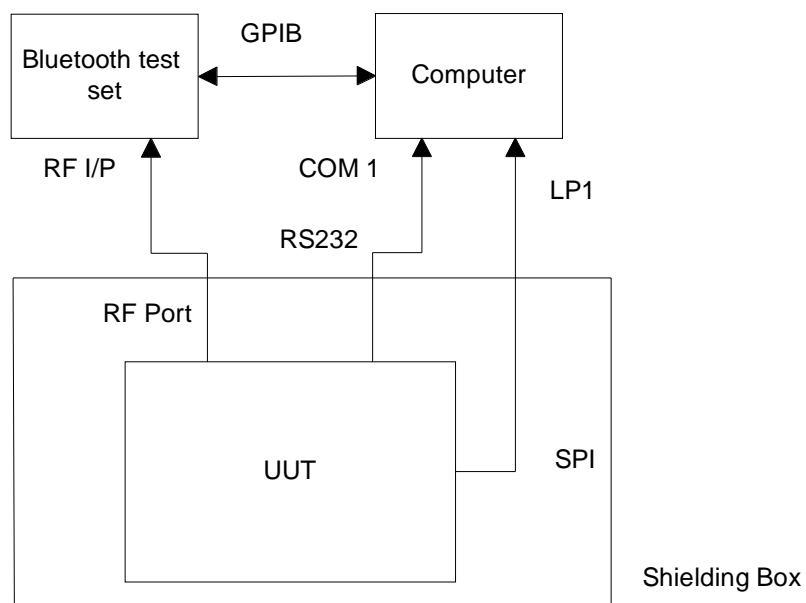 GPIB
Bluetooth test
set
Computer
RF I/P
COM 1
LP1
RS232
RF Port
UUT
SPI
Shielding Box